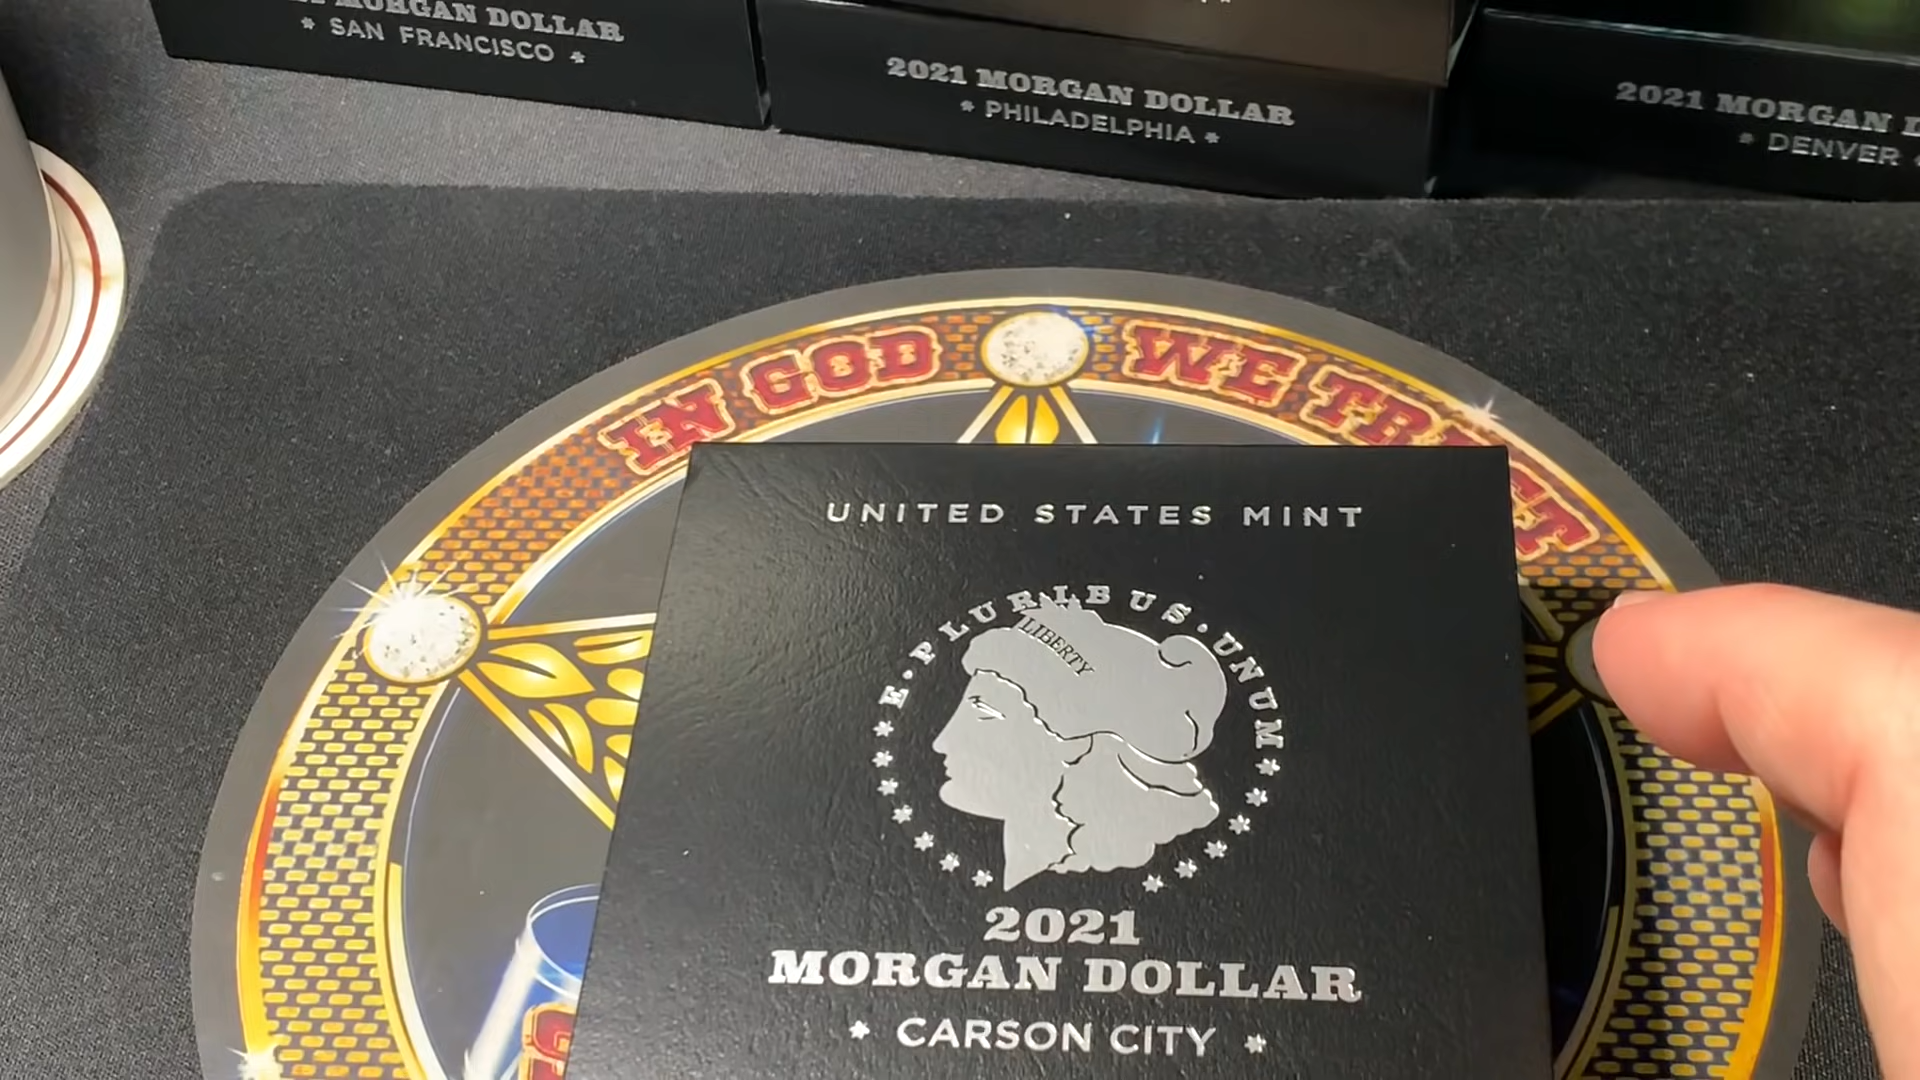 MORGAN DOLLAR
* SAN FRANCISCO *
2021 MORGAN DOLLAR
* PHILADELPHIA *
2021 MORGAN
* DENVER
IN GOD WE TRUST
UNITED STATES MINT
E·PLURIBUS·UNUM
LIBERTY
2021
MORGAN DOLLAR
* CARSON CITY *